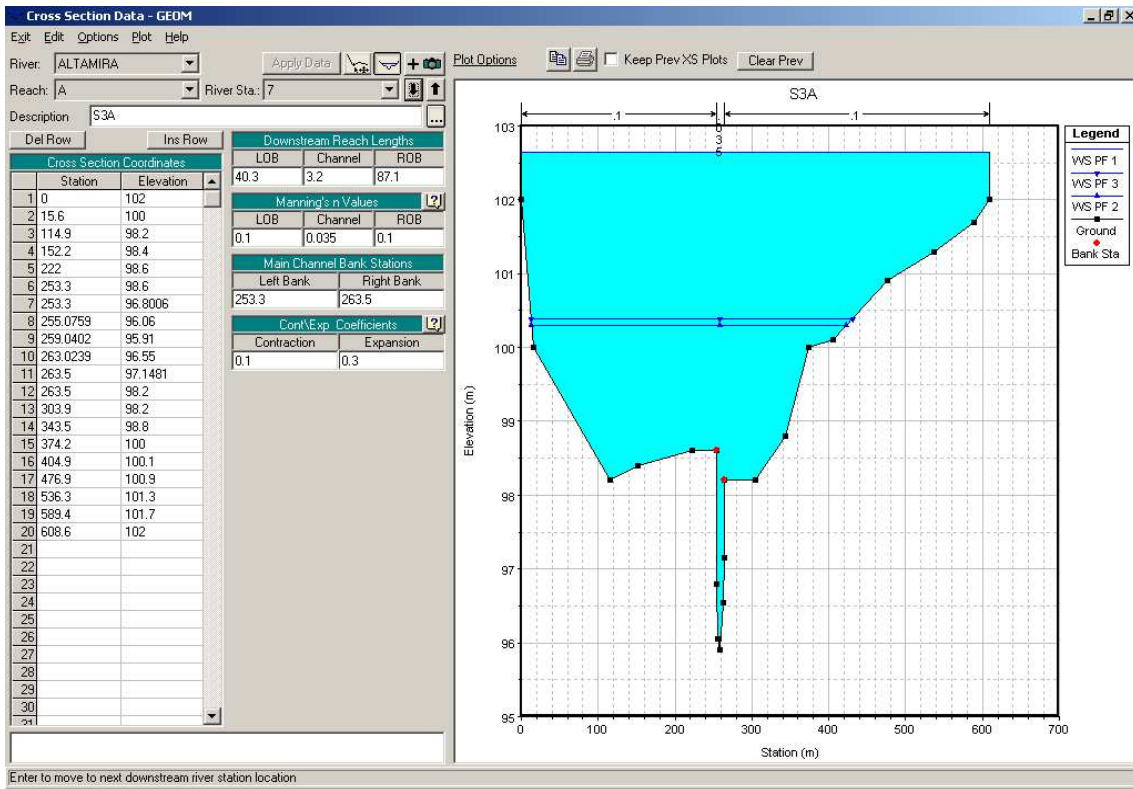 Cross Section Data - GEOM
Exit Edit Options Plot Help
River: ALTAMIRA Apply Data
Reach: A River Sta.: 7
Description S3A ...
Del Row Ins Row
Cross Section Coordinates
Station Elevation
1 0 102
2 15.6 100
3 114.9 98.2
4 152.2 98.4
5 222 98.6
6 253.3 98.6
7 253.3 96.8006
8 255.0759 96.06
9 259.0402 95.91
10 263.0239 96.55
11 263.5 97.1481
12 263.5 98.2
13 303.9 98.2
14 343.5 98.8
15 374.2 100
16 404.9 100.1
17 476.9 100.9
18 536.3 101.3
19 589.4 101.7
20 608.6 102
21
22
23
24
25
26
27
28
29
30
31
Downstream Reach Lengths
LOB Channel ROB
40.3 3.2 87.1
Manning's n Values
LOB Channel ROB
0.1 0.035 0.1
Main Channel Bank Stations
Left Bank Right Bank
253.3 263.5
Cont\Exp Coefficients
Contraction Expansion
0.1 0.3
Plot Options Keep Prev XS Plots Clear Prev
S3A
.1 .035 .1
103
102
101
100
99
98
97
96
95
Elevation (m)
0 100 200 300 400 500 600 700
Station (m)
Legend
WS PF 1
WS PF 3
WS PF 2
Ground
Bank Sta
Enter to move to next downstream river station location